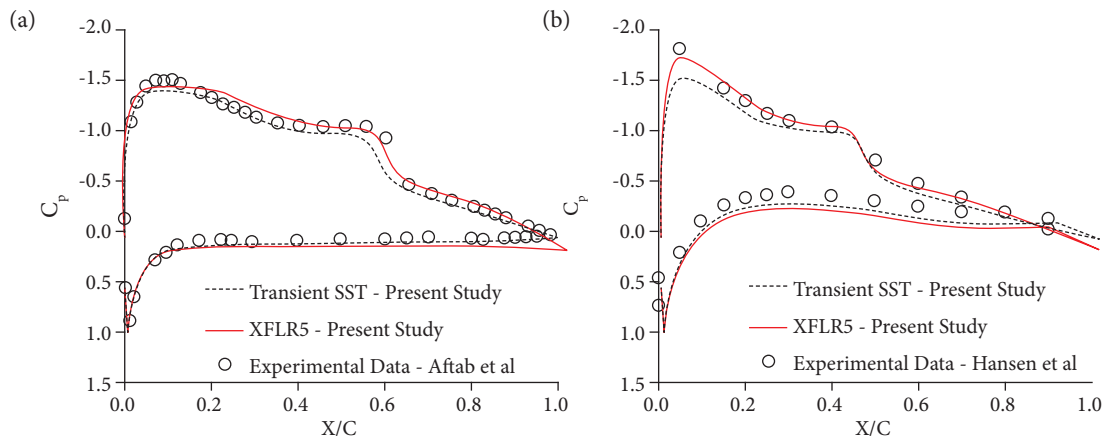 (a)
-2.0
-1.5
-1.0
-0.5
0.0
0.5
1.0
1.5
Cp
0.0 0.2 0.4 0.6 0.8 1.0
X/C
Transient SST - Present Study
XFLR5 - Present Study
Experimental Data - Aftab et al
(b)
-2.0
-1.5
-1.0
-0.5
0.0
0.5
1.0
1.5
Cp
0.0 0.2 0.4 0.6 0.8 1.0
X/C
Transient SST - Present Study
XFLR5 - Present Study
Experimental Data - Hansen et al